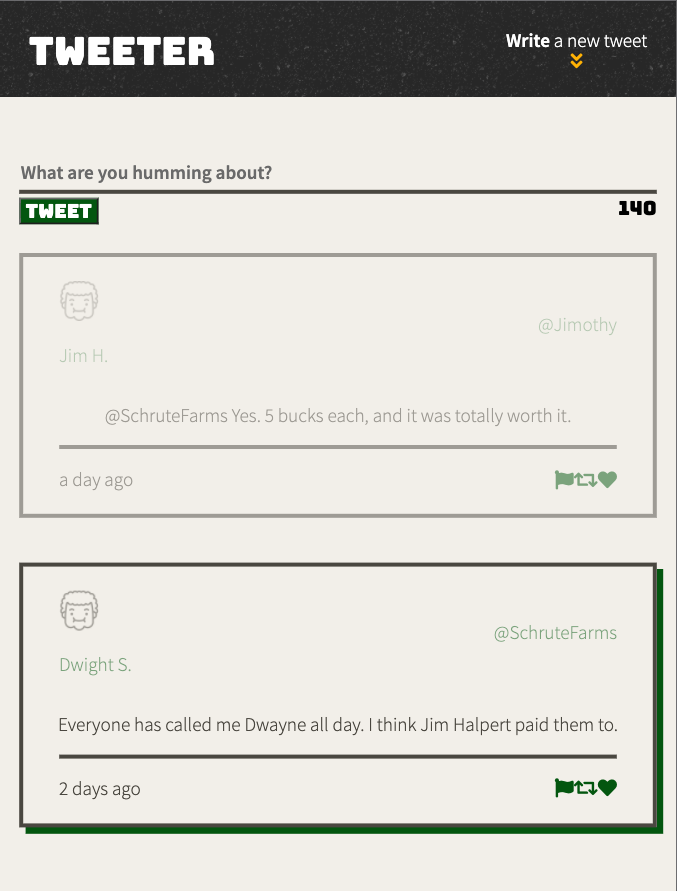 TWEETER
Write a new tweet
What are you humming about?
TWEET
140
@Jimothy
Jim H.
@SchruteFarms Yes. 5 bucks each, and it was totally worth it.
a day ago
@SchruteFarms
Dwight S.
Everyone has called me Dwayne all day. I think Jim Halpert paid them to.
2 days ago